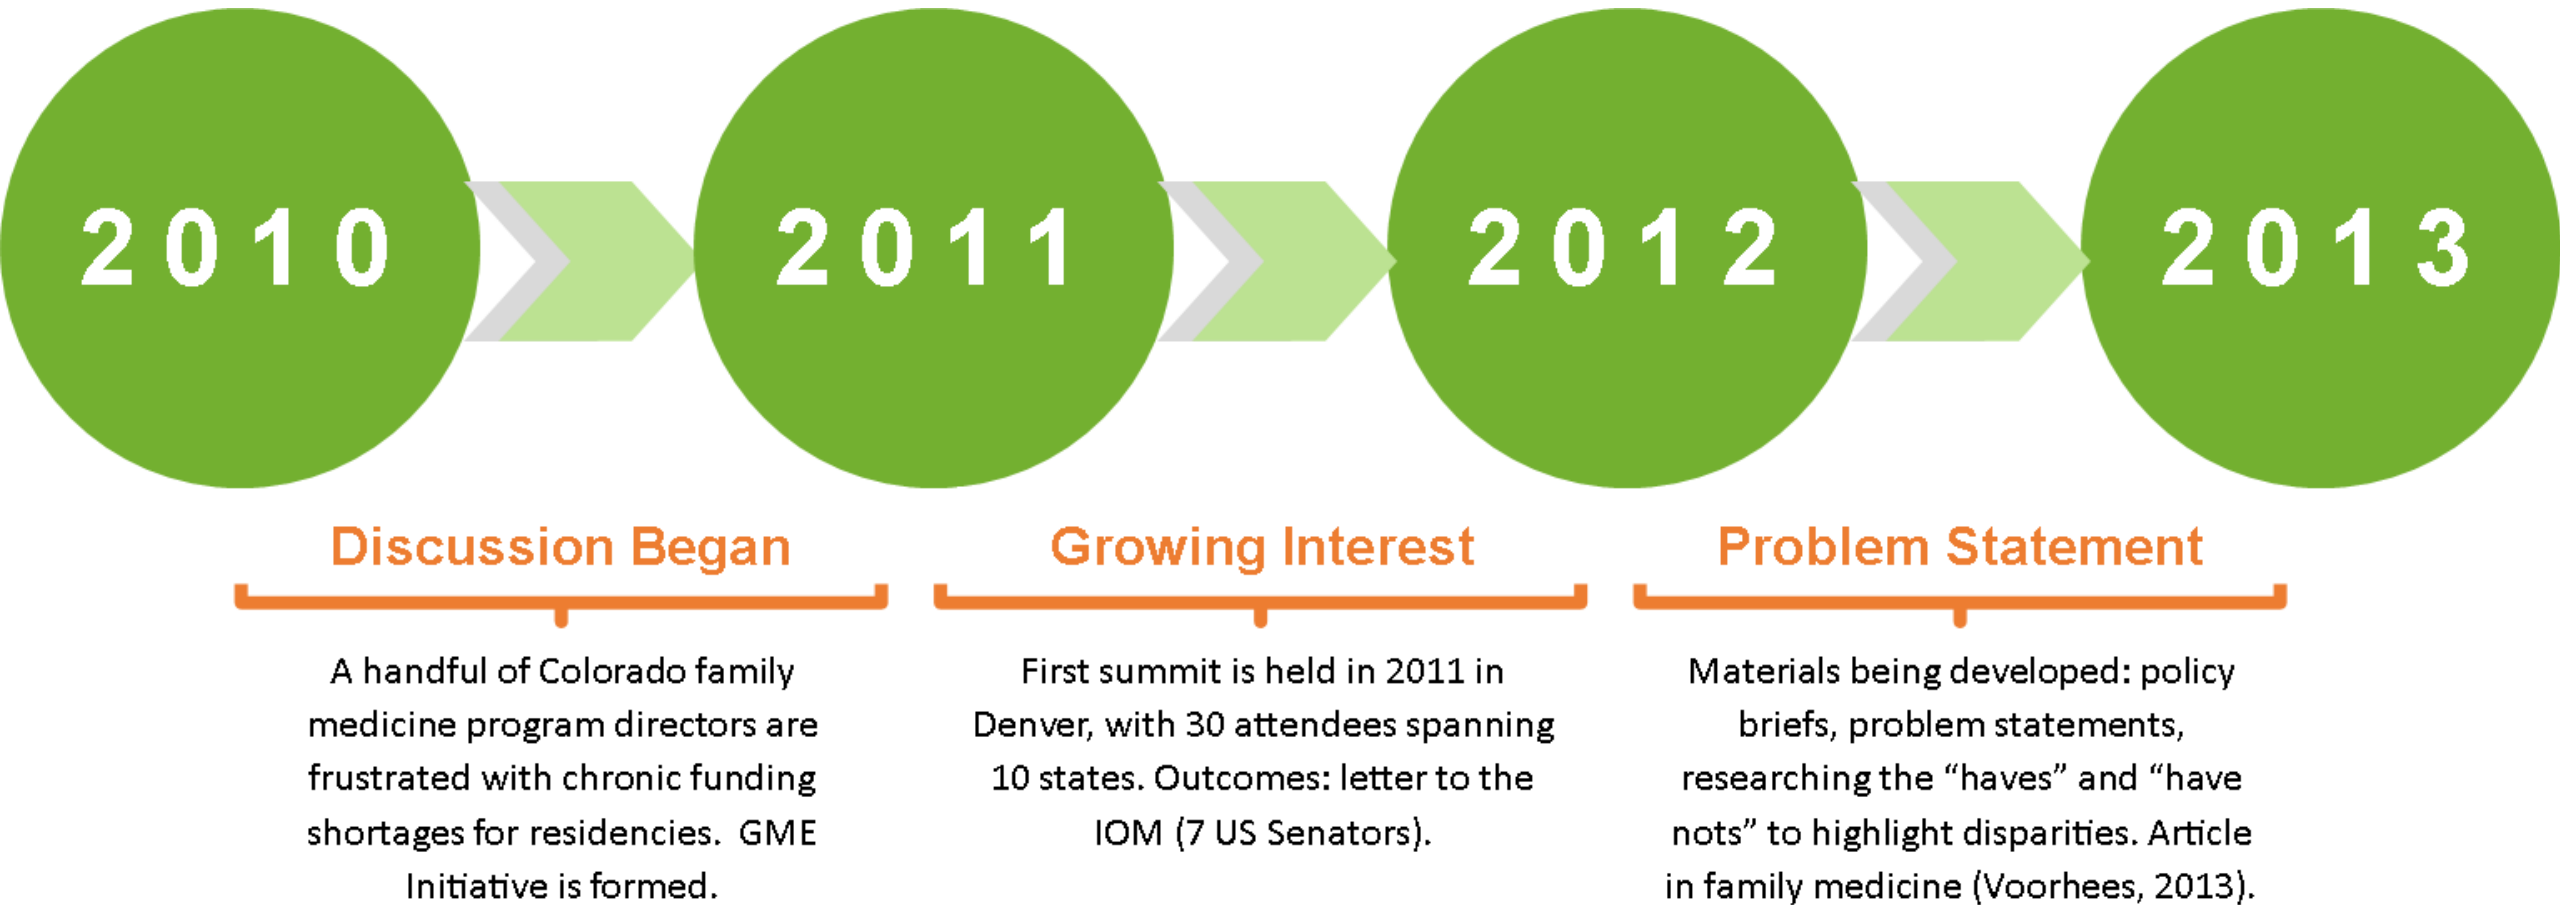 2010
2011
2012
2013
Discussion Began
A handful of Colorado family
medicine program directors are
frustrated with chronic funding
shortages for residencies.  GME
Initiative is formed.
Growing Interest
First summit is held in 2011 in
Denver, with 30 attendees spanning
10 states. Outcomes: letter to the
IOM (7 US Senators).
Problem Statement
Materials being developed: policy
briefs, problem statements,
researching the “haves” and “have
nots” to highlight disparities. Article
in family medicine (Voorhees, 2013).